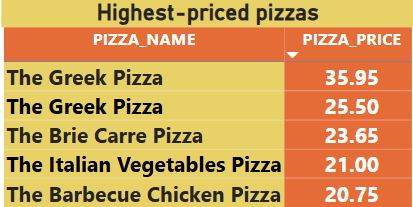 Highest-priced pizzas
PIZZA_NAME PIZZA_PRICE
The Greek Pizza 35.95
The Greek Pizza 25.50
The Brie Carre Pizza 23.65
The Italian Vegetables Pizza 21.00
The Barbecue Chicken Pizza 20.75